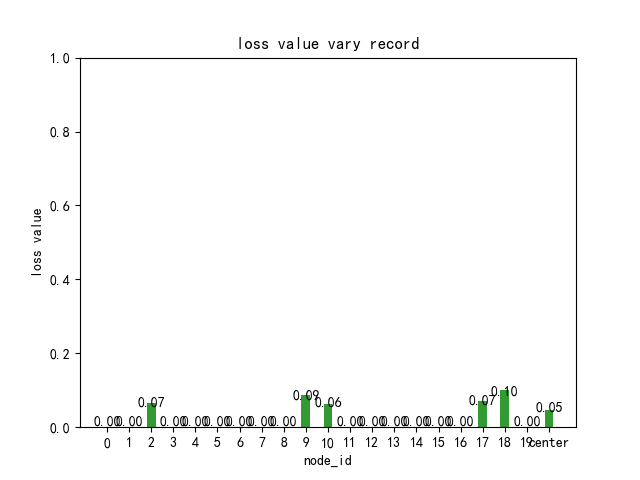 loss value vary record
1.0
0.8
0.6
0.4
0.2
0.0
loss value
0.00 0.00 0.07 0.00 0.00 0.00 0.00 0.00 0.00 0.09 0.06 0.00 0.00 0.00 0.00 0.00 0.00 0.07 0.10 0.00 0.05
0 1 2 3 4 5 6 7 8 9 10 11 12 13 14 15 16 17 18 19 center
node_id